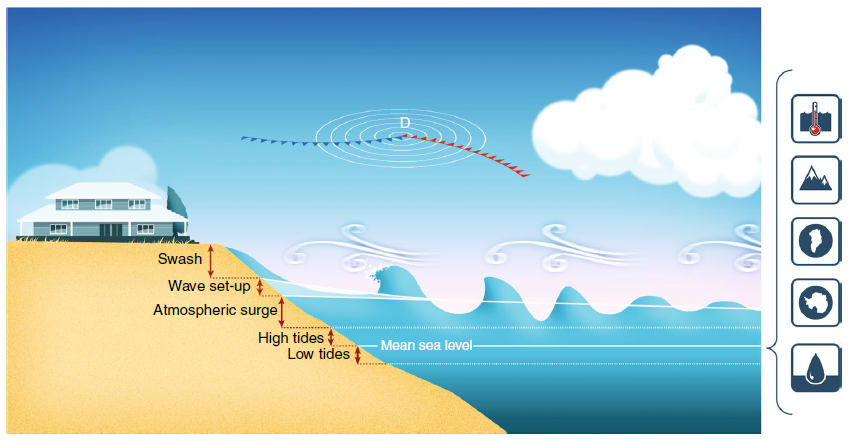 D
Swash
Wave set-up
Atmospheric surge
High tides
Mean sea level
Low tides